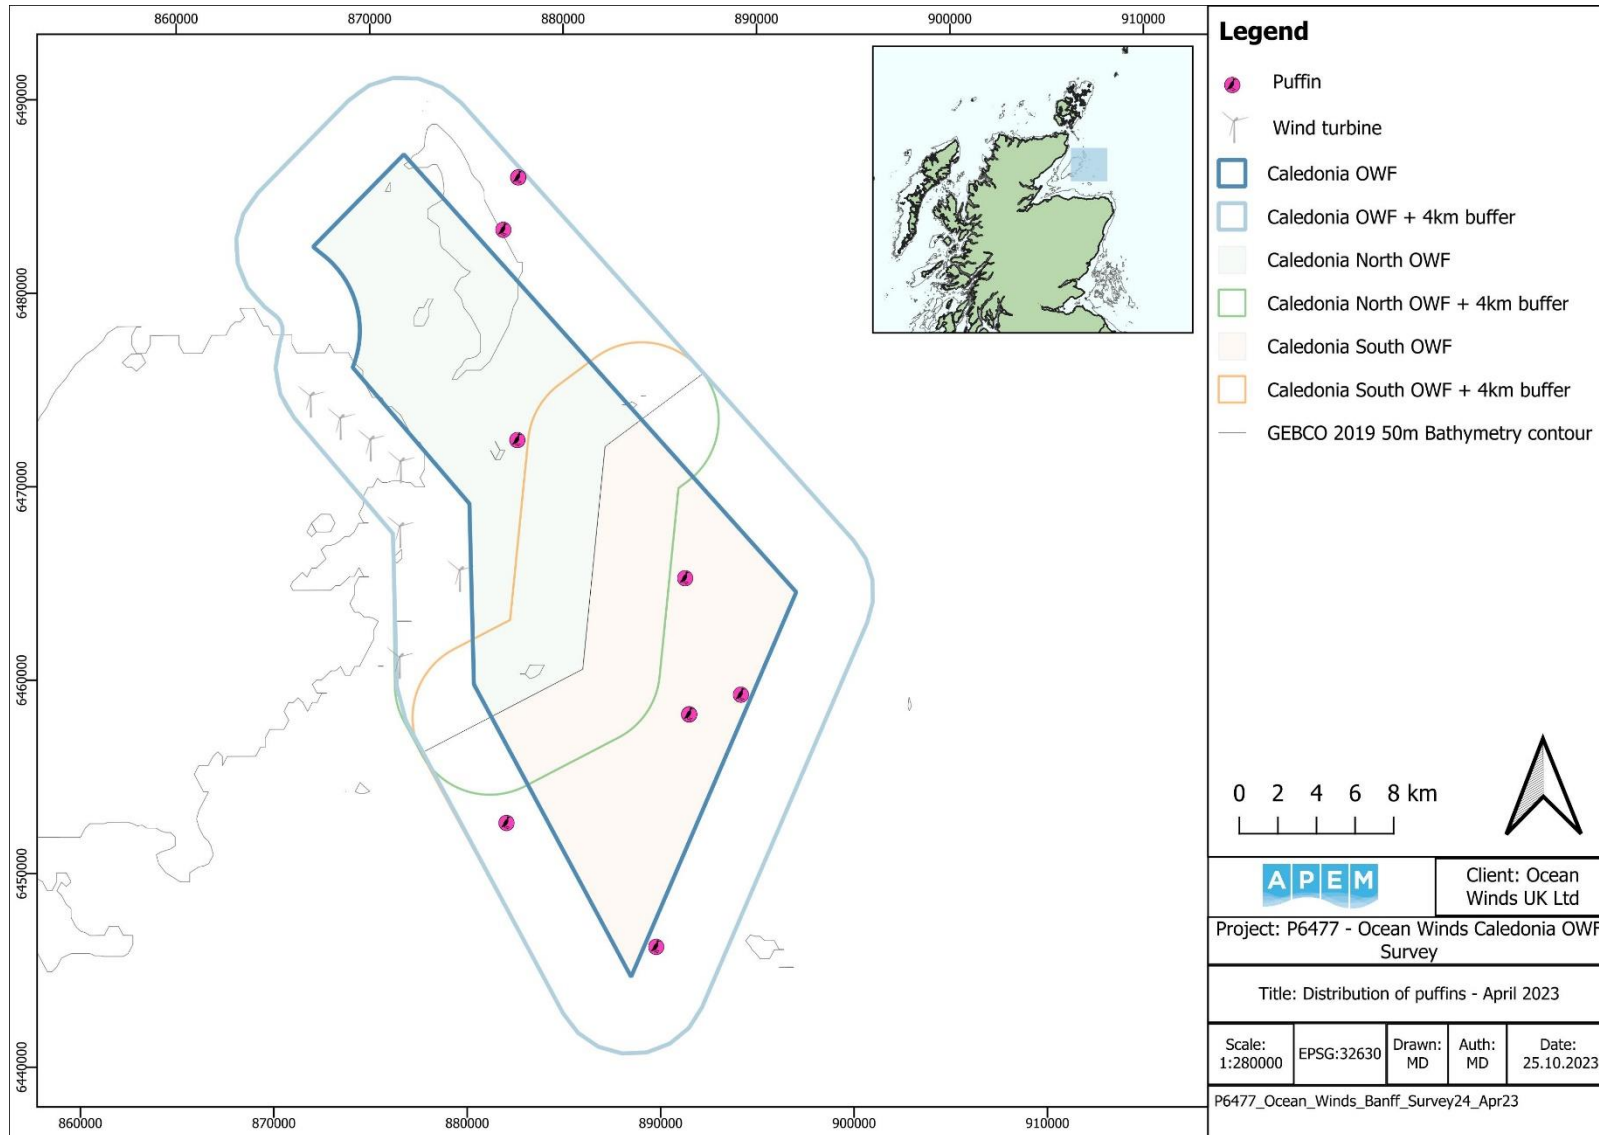 860000
870000
880000
890000
900000
910000
6490000
6480000
6470000
6460000
6450000
6440000
860000
870000
880000
890000
900000
910000
Legend
Puffin
Wind turbine
Caledonia OWF
Caledonia OWF + 4km buffer
Caledonia North OWF
Caledonia North OWF + 4km buffer
Caledonia South OWF
Caledonia South OWF + 4km buffer
GEBCO 2019 50m Bathymetry contour
0 2 4 6 8 km
APEM
Client: Ocean
Winds UK Ltd
Project: P6477 - Ocean Winds Caledonia OWF
Survey
Title: Distribution of puffins - April 2023
Scale:
1:280000
EPSG:32630
Drawn:
MD
Auth:
MD
Date:
25.10.2023
P6477_Ocean_Winds_Banff_Survey24_Apr23